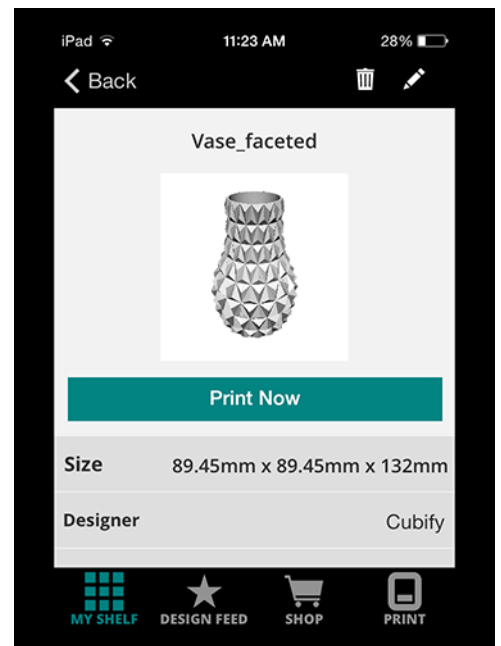 iPad 11:23 AM 28%
Back
Vase_faceted
Print Now
Size 89.45mm x 89.45mm x 132mm
Designer Cubify
MY SHELF DESIGN FEED SHOP PRINT